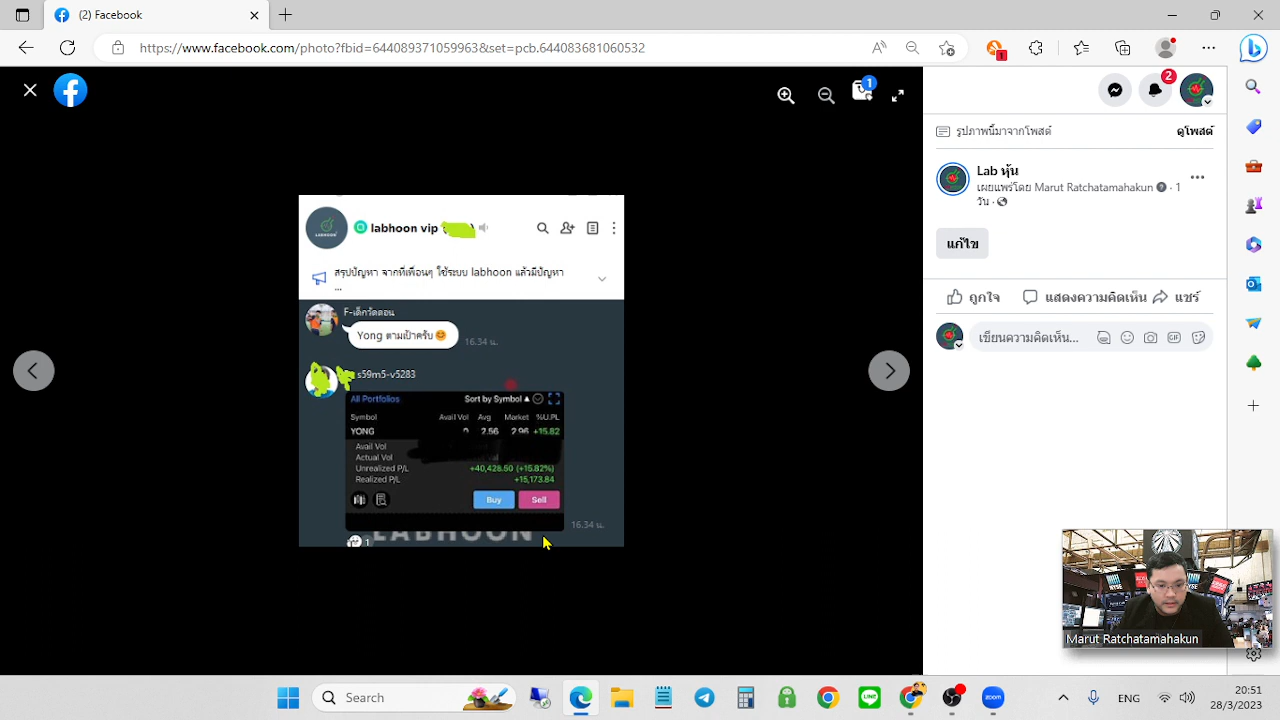 (2) Facebook
https://www.facebook.com/photo?fbid=644089371059963&set=pcb.644083681060532
1
1
2
รูปภาพนี้มาจากโพสต์
ดูโพสต์
Lab หุ้น
เผยแพร่โดย Marut Ratchatamahakun · 1
วัน ·
แก้ไข
ถูกใจ
แสดงความคิดเห็น
แชร์
เขียนความคิดเห็น...
GIF
LABHOON
labhoon vip
สรุปปัญหา จากที่เพื่อนๆ ใช้ระบบ labhoon แล้วมีปัญหา
...
F-เด็กวัดดอน
Yong ตามเป้าครับ
16.34 น.
s59m5-v5283
All Portfolios
Sort by Symbol
Symbol Avail Vol Avg Market %U.PL
YONG 2.56 2.96 +15.82
Avail Vol
Actual Vol
Unrealized P/L +40,428.50 (+15.82%)
Realized P/L +15,173.84
Buy
Sell
16.34 น.
LABHOON
1
Marut Ratchatamahakun
Search
LINE
zoom
ENG
20:51
28/3/2023